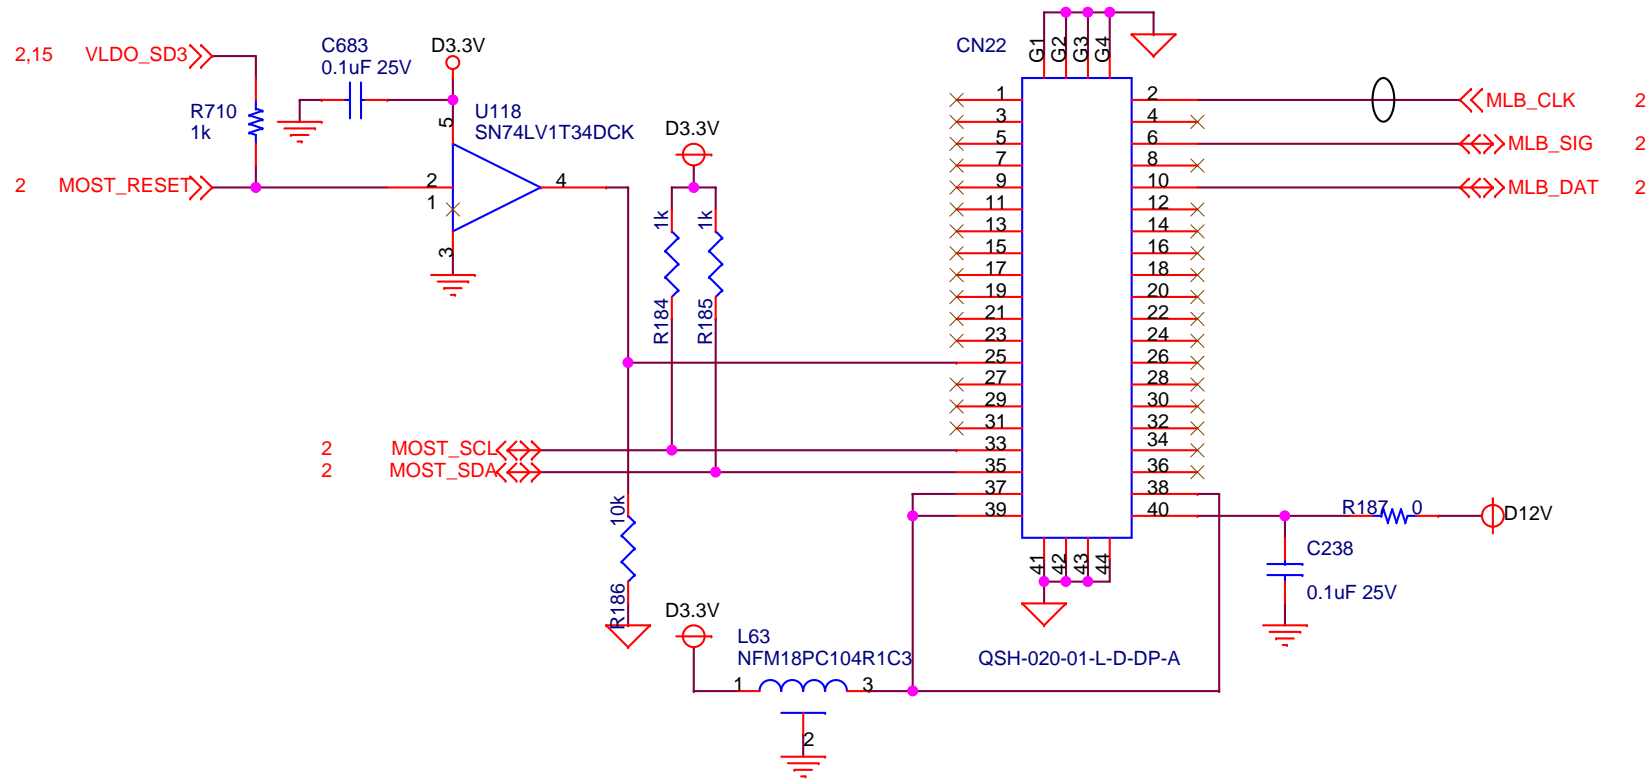 2,15 VLDO_SD3
R710
1k
2 MOST_RESET
C683
0.1uF 25V
D3.3V
5
U118
SN74LV1T34DCK
2
1
4
3
D3.3V
1k
1k
R184
R185
2 MOST_SCL
2 MOST_SDA
10k
R186
D3.3V
L63
NFM18PC104R1C3
1
3
2
CN22
G1
G2
G3
G4
1 2
3 4
5 6
7 8
9 10
11 12
13 14
15 16
17 18
19 20
21 22
23 24
25 26
27 28
29 30
31 32
33 34
35 36
37 38
39 40
41
42
43
44
QSH-020-01-L-D-DP-A
MLB_CLK 2
MLB_SIG 2
MLB_DAT 2
R187 0
D12V
C238
0.1uF 25V